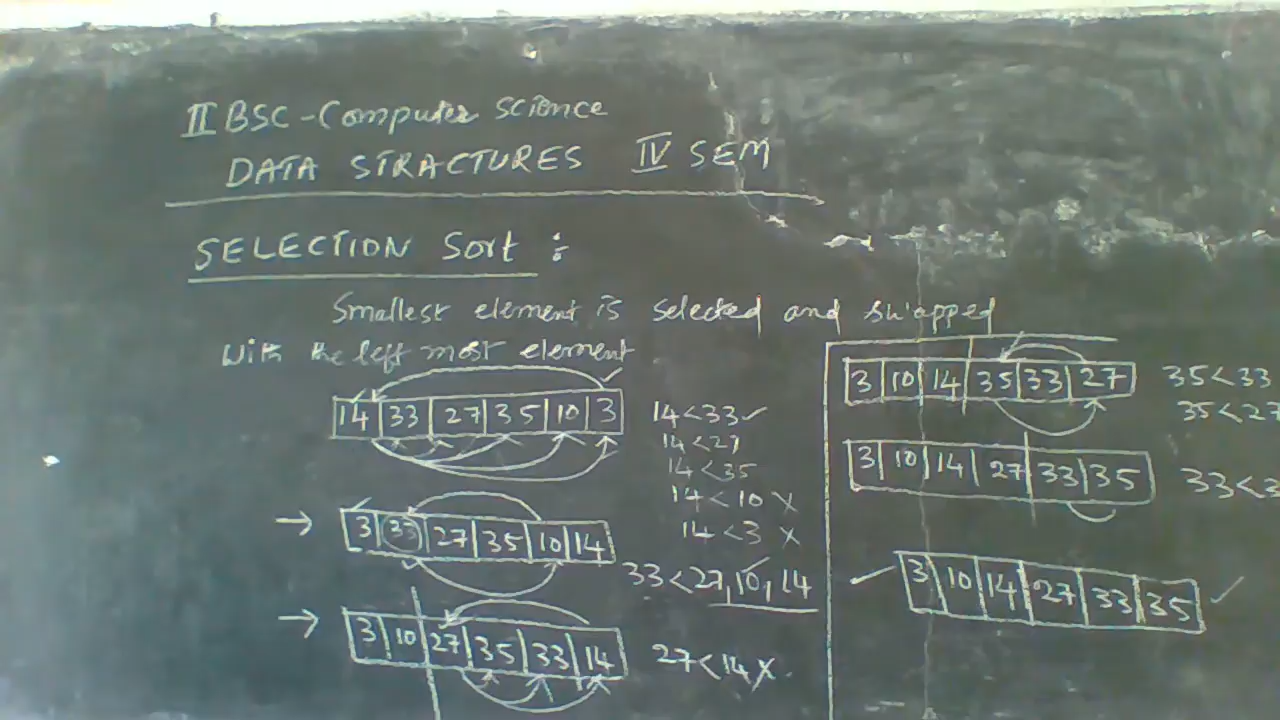 II BSC-Computer Science
DATA STRACTURES IV SEM
SELECTION Sort :
Smallest element is selected and swapped
With the left most element
14 33 27 35 10 3
14<33 ✓
14<27
14<35
14<10 X
14<3 X
→ 3 33 27 35 10 14
33<27,10,14
→ 3 10 27 35 33 14
27<14 X
3 10 14 35 33 27
35<33
35<27
3 10 14 27 33 35
33<3
✓ 3 10 14 27 33 35 ✓